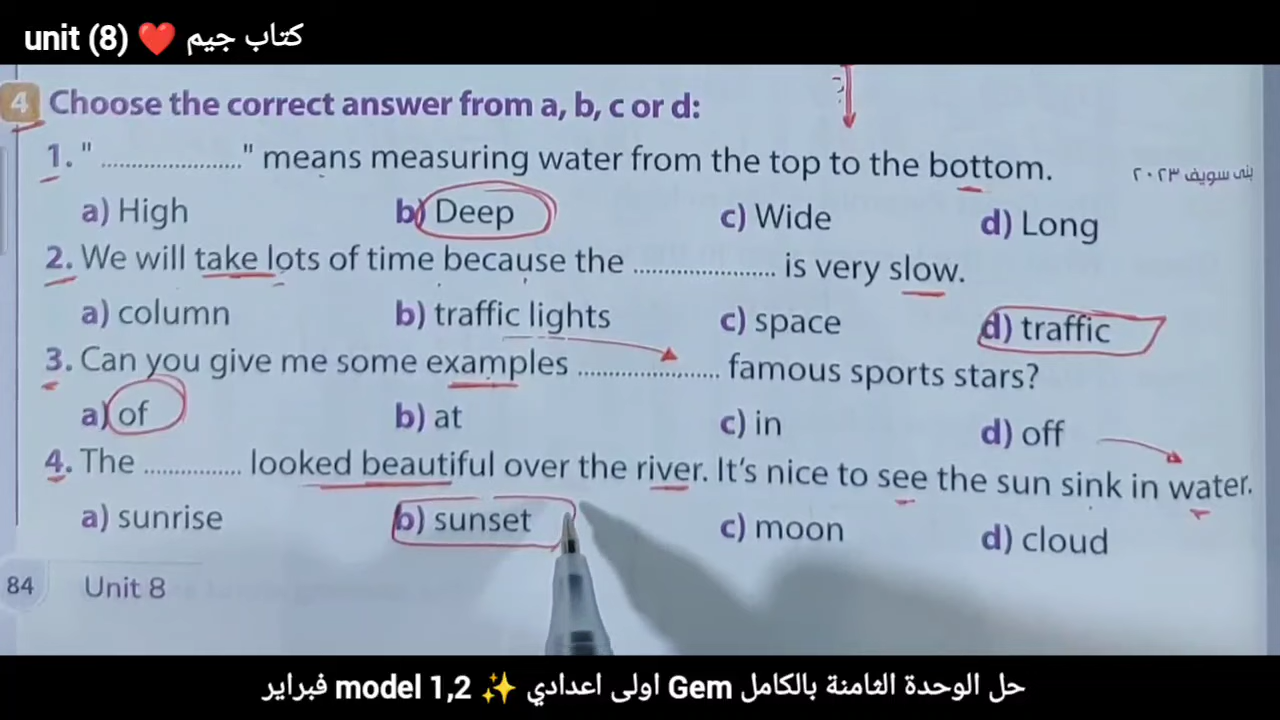 unit (8) ❤️ كتاب جيم
4 Choose the correct answer from a, b, c or d:
1. "......................" means measuring water from the top to the bottom. بنى سويف ٢٠٢٣
a) High b) Deep c) Wide d) Long
2. We will take lots of time because the ...................... is very slow.
a) column b) traffic lights c) space d) traffic
3. Can you give me some examples ...................... famous sports stars?
a) of b) at c) in d) off
4. The ............... looked beautiful over the river. It's nice to see the sun sink in water.
a) sunrise b) sunset c) moon d) cloud
84 Unit 8
حل الوحدة الثامنة بالكامل Gem اولى اعدادي ✨ model 1,2 فبراير